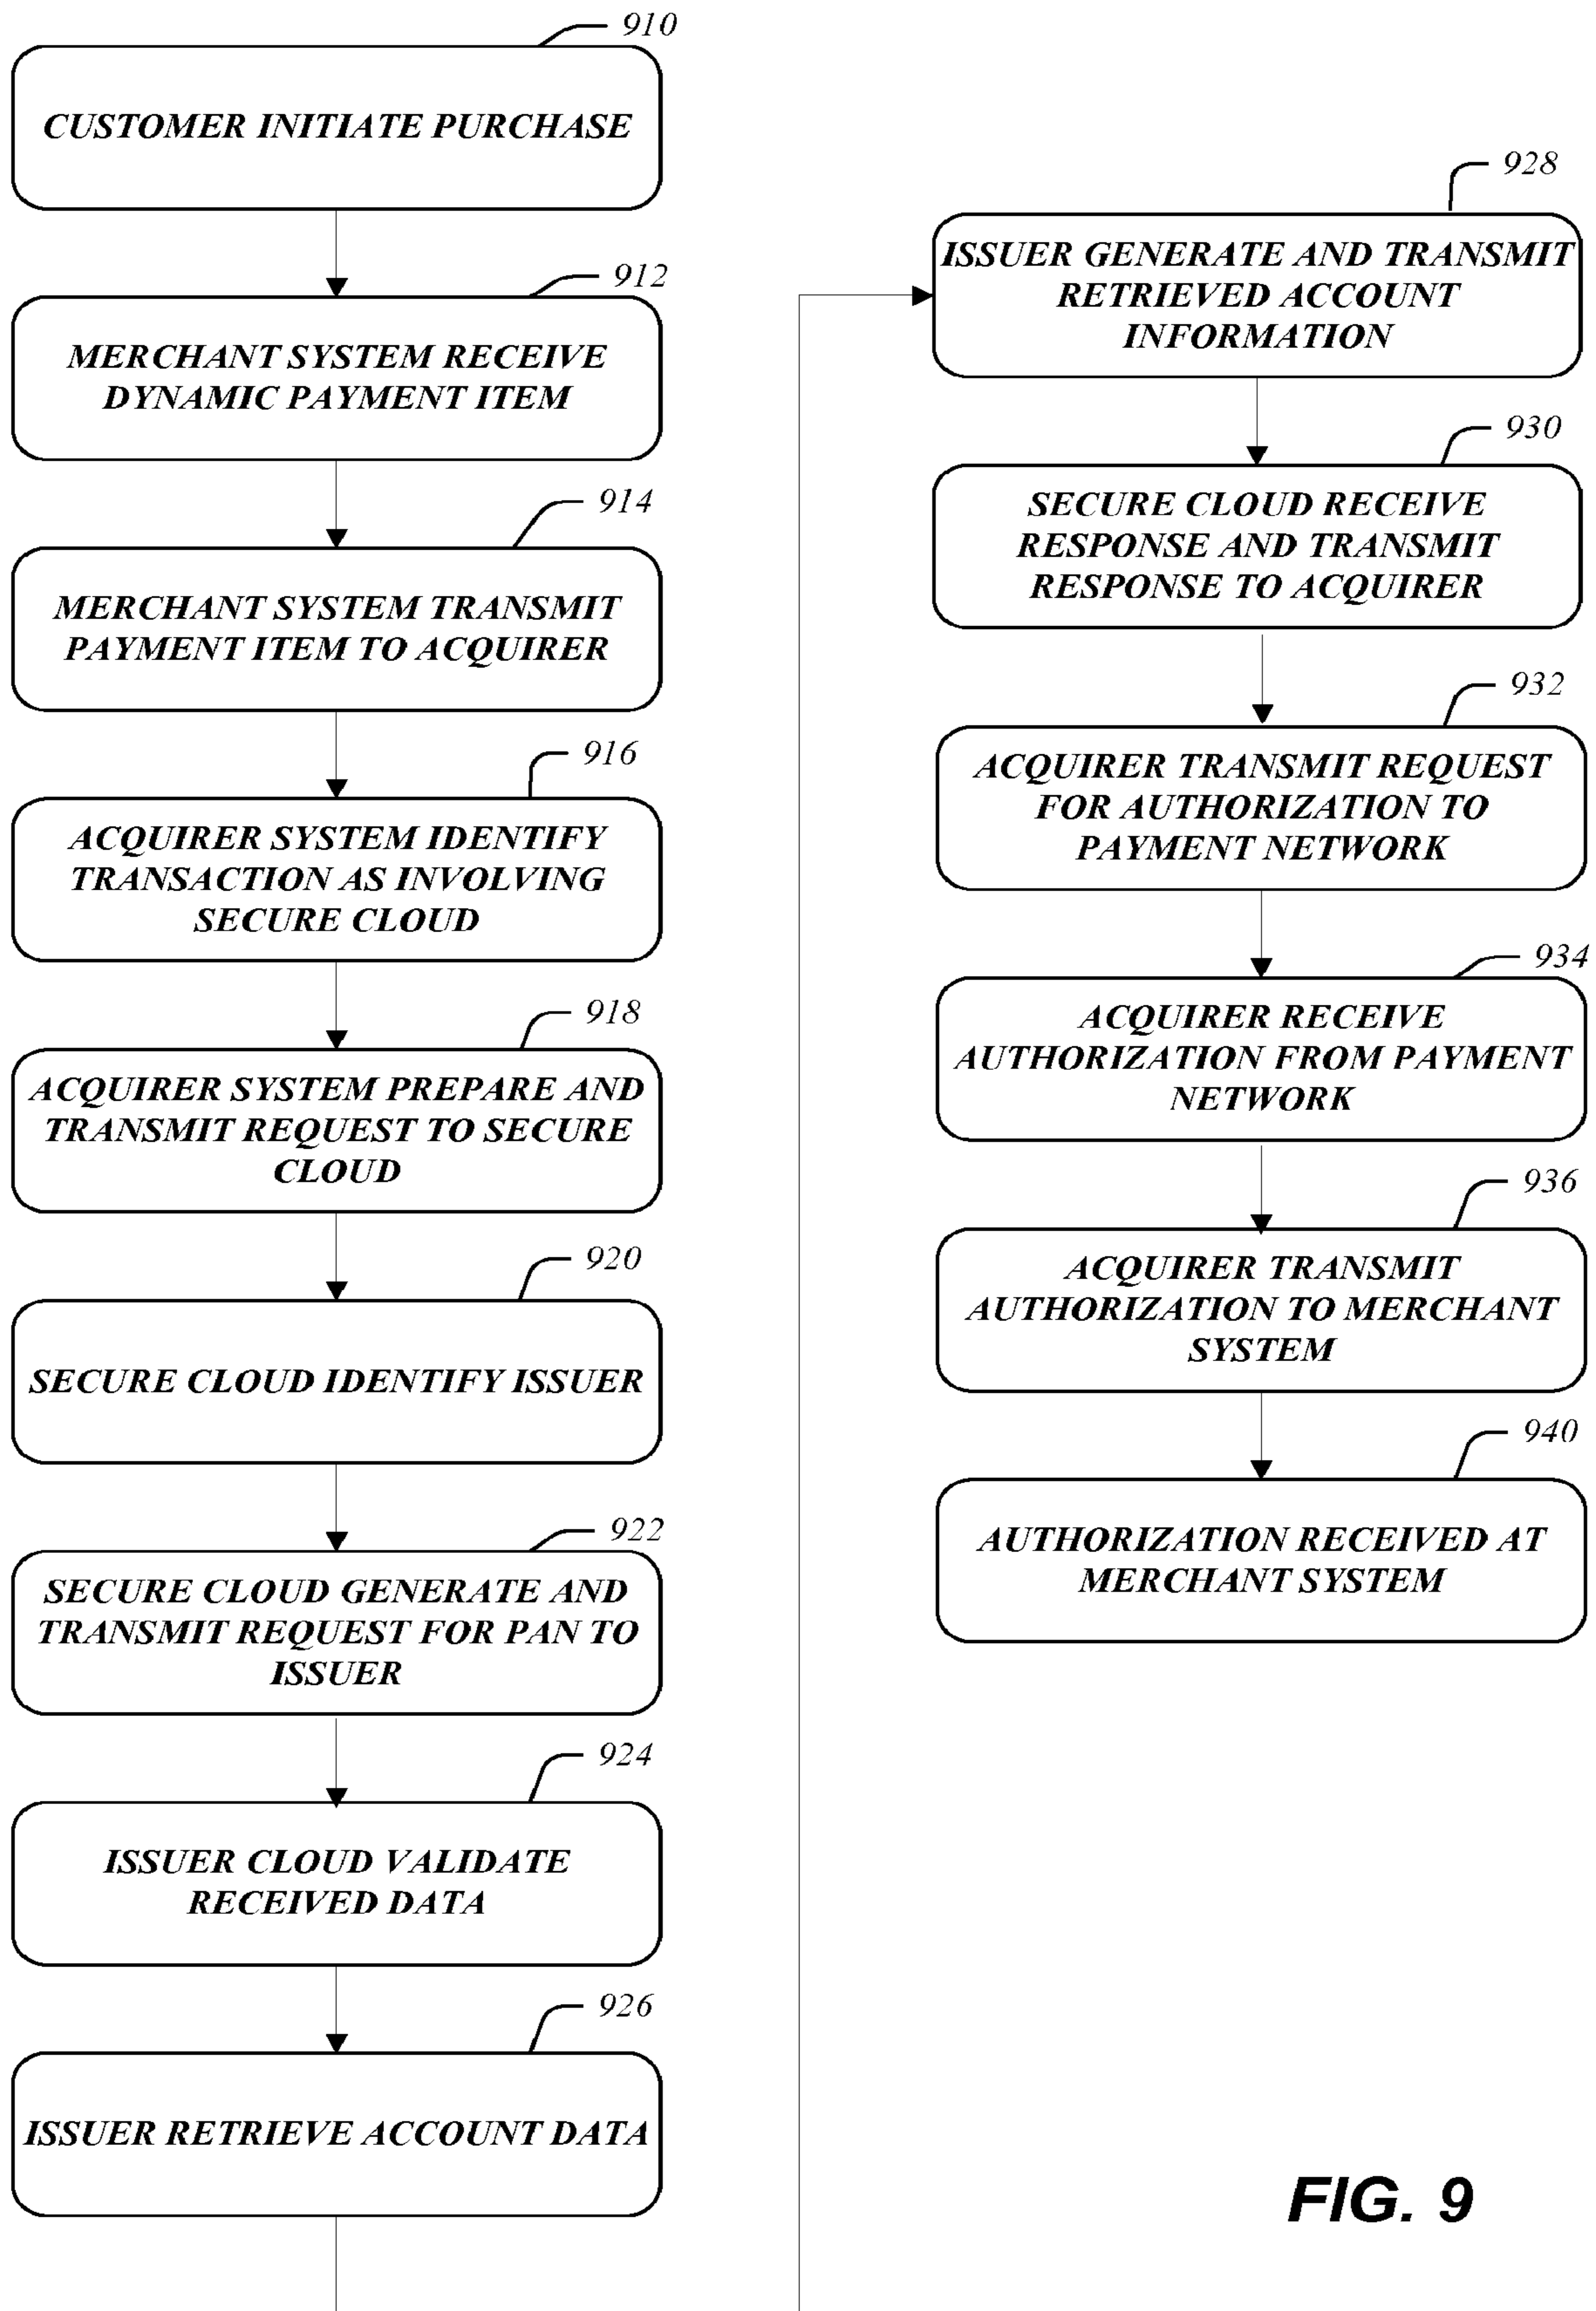 910
CUSTOMER INITIATE PURCHASE
912
MERCHANT SYSTEM RECEIVE
DYNAMIC PAYMENT ITEM
914
MERCHANT SYSTEM TRANSMIT
PAYMENT ITEM TO ACQUIRER
916
ACQUIRER SYSTEM IDENTIFY
TRANSACTION AS INVOLVING
SECURE CLOUD
918
ACQUIRER SYSTEM PREPARE AND
TRANSMIT REQUEST TO SECURE
CLOUD
920
SECURE CLOUD IDENTIFY ISSUER
922
SECURE CLOUD GENERATE AND
TRANSMIT REQUEST FOR PAN TO
ISSUER
924
ISSUER CLOUD VALIDATE
RECEIVED DATA
926
ISSUER RETRIEVE ACCOUNT DATA
928
ISSUER GENERATE AND TRANSMIT
RETRIEVED ACCOUNT
INFORMATION
930
SECURE CLOUD RECEIVE
RESPONSE AND TRANSMIT
RESPONSE TO ACQUIRER
932
ACQUIRER TRANSMIT REQUEST
FOR AUTHORIZATION TO
PAYMENT NETWORK
934
ACQUIRER RECEIVE
AUTHORIZATION FROM PAYMENT
NETWORK
936
ACQUIRER TRANSMIT
AUTHORIZATION TO MERCHANT
SYSTEM
940
AUTHORIZATION RECEIVED AT
MERCHANT SYSTEM
FIG. 9